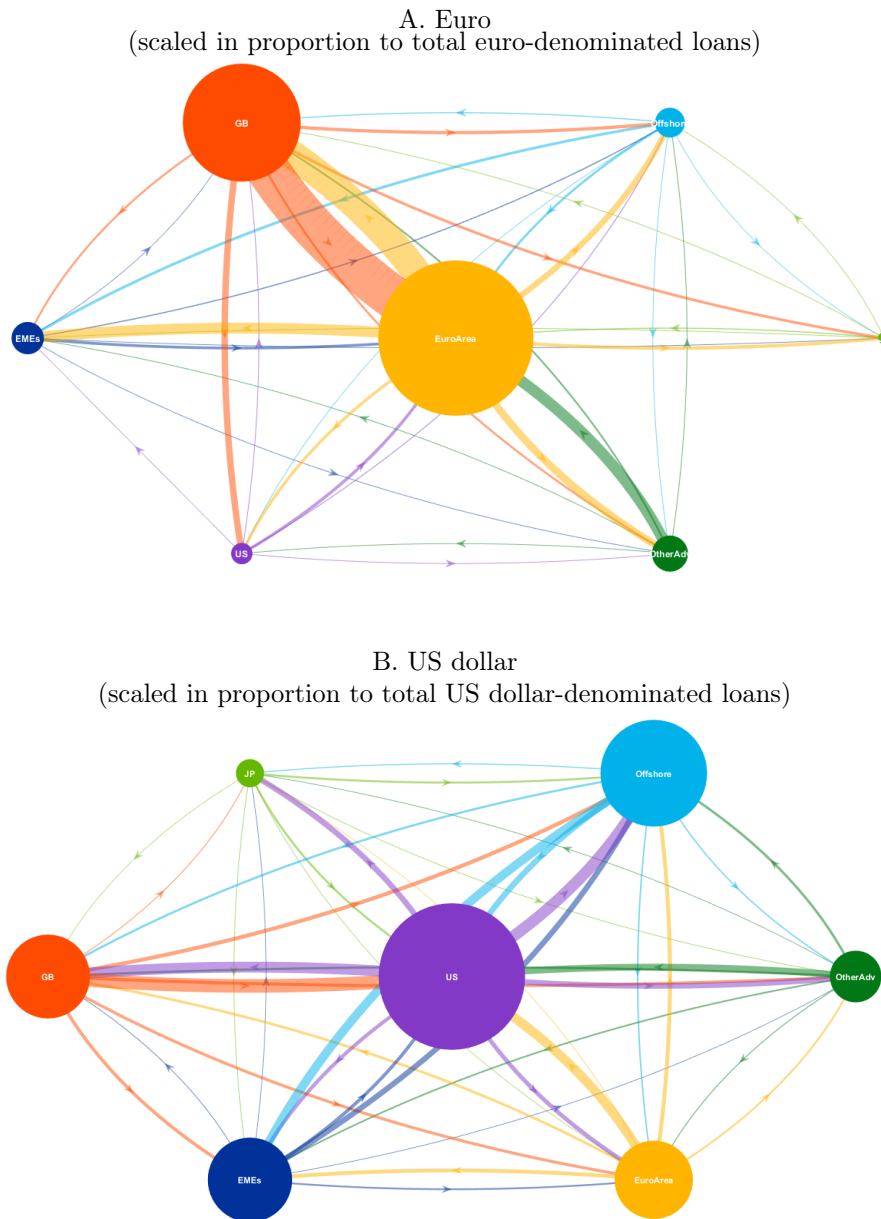 A. Euro
(scaled in proportion to total euro-denominated loans)
GB
Offshor
EMEs
EuroArea
US
OtherAdv
B. US dollar
(scaled in proportion to total US dollar-denominated loans)
JP
Offshore
GB
US
OtherAdv
EMEs
EuroArea